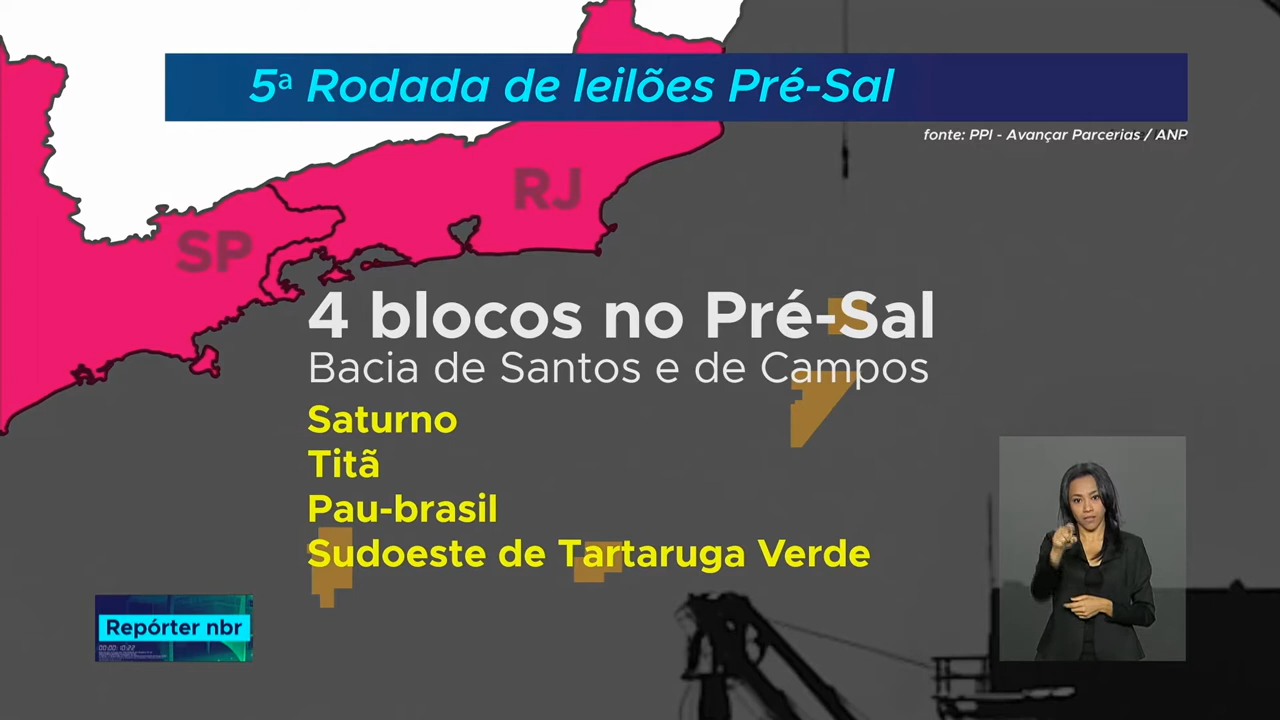 5ª Rodada de leilões Pré-Sal
fonte: PPI - Avançar Parcerias / ANP
RJ
SP
4 blocos no Pré-Sal
Bacia de Santos e de Campos
Saturno
Titã
Pau-brasil
Sudoeste de Tartaruga Verde
Repórter nbr